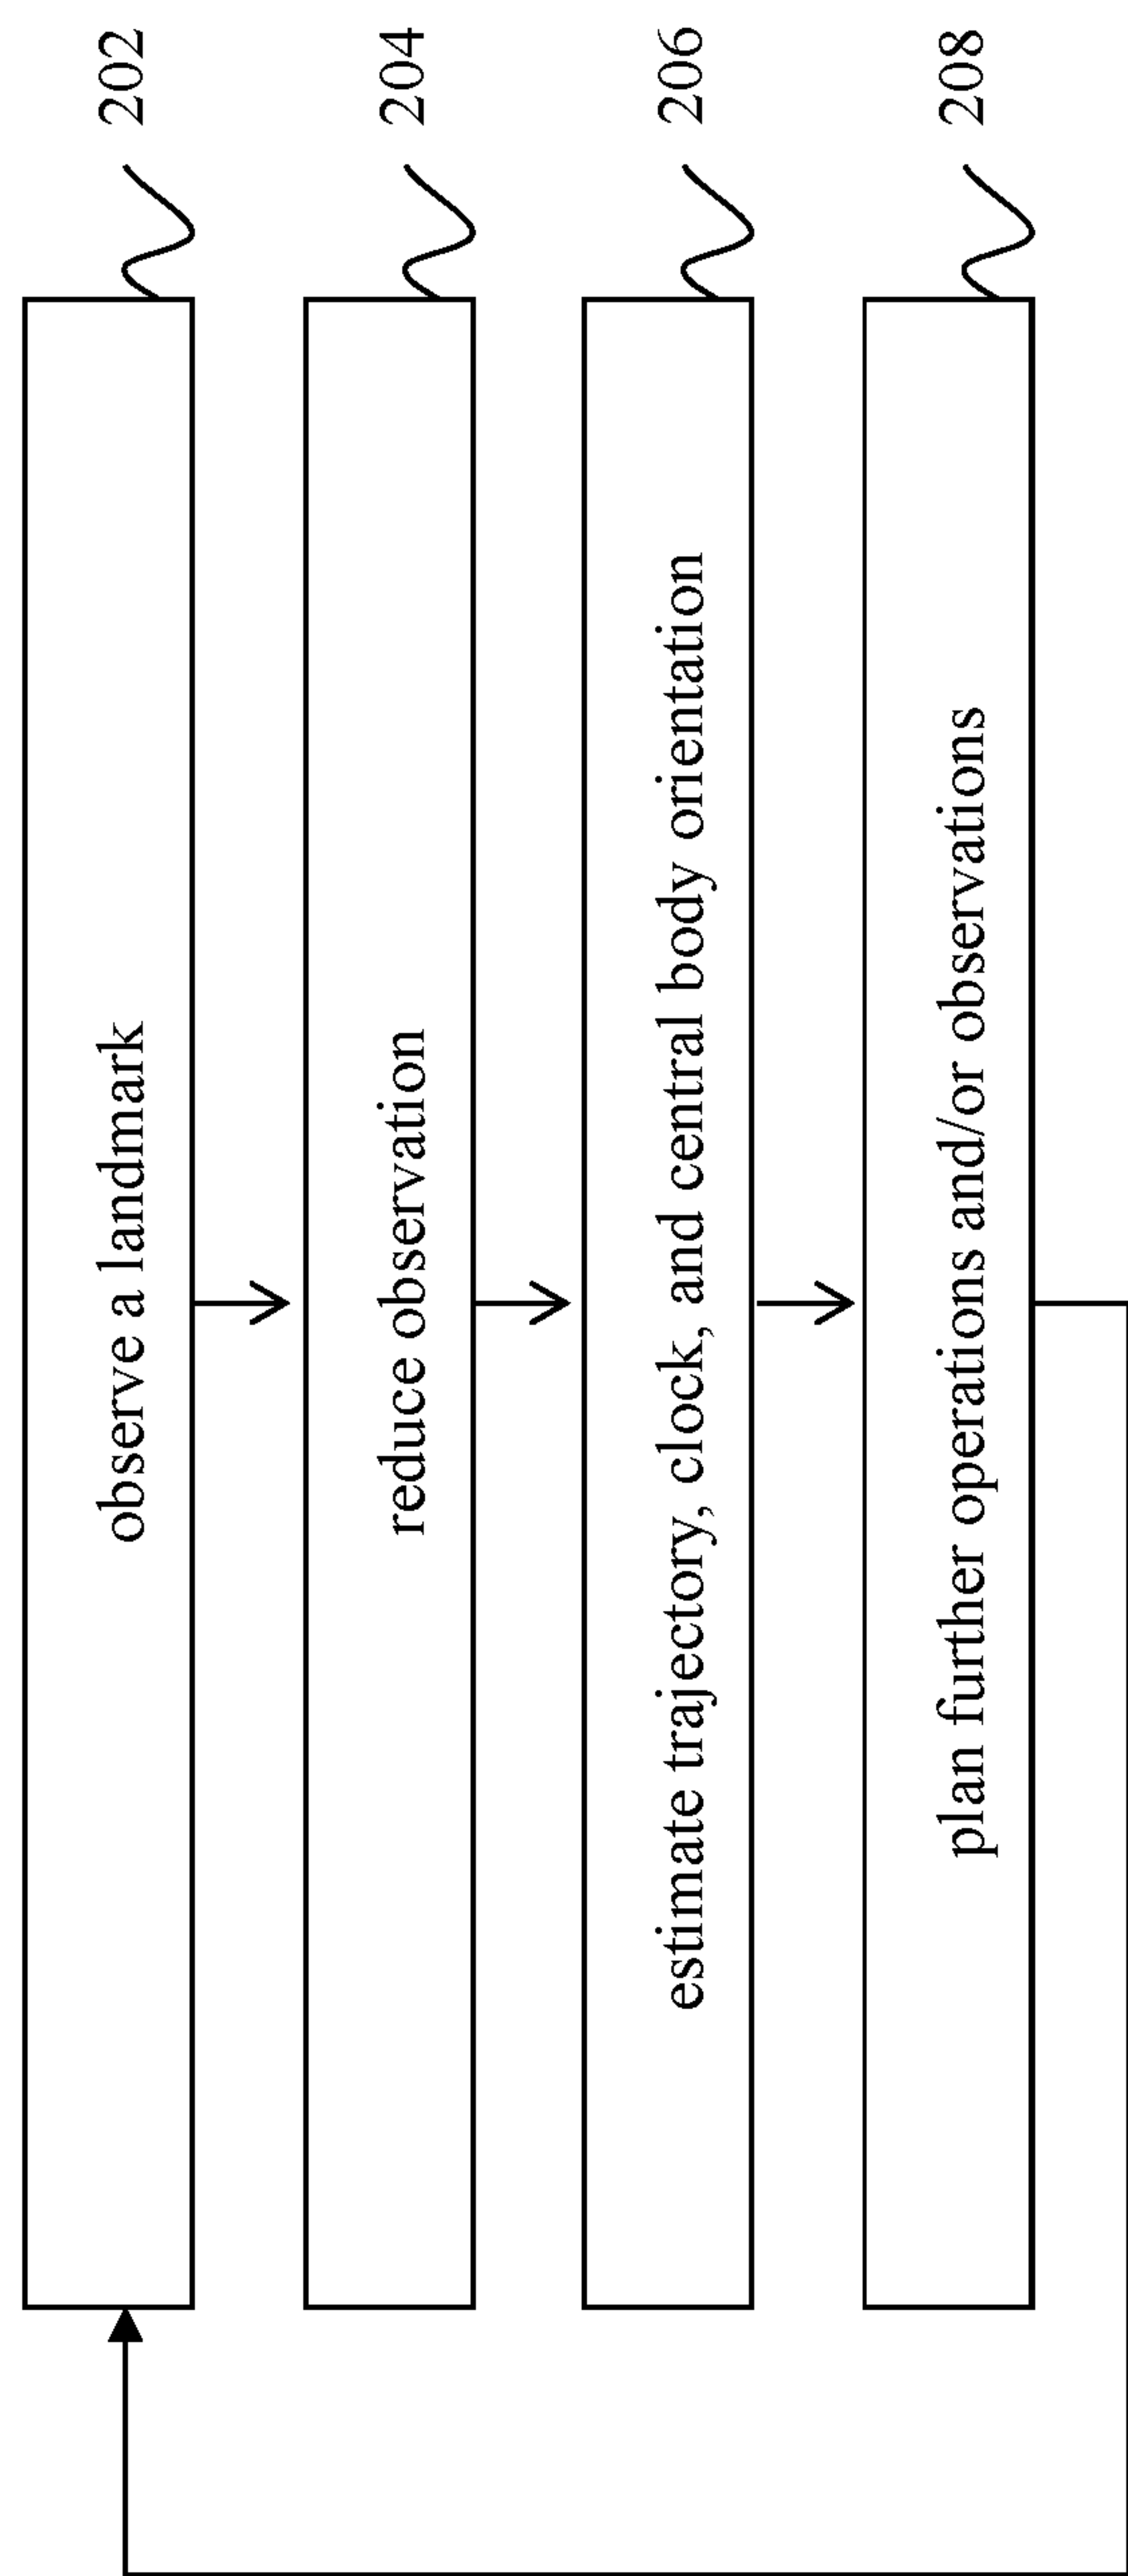 observe a landmark
202
reduce observation
204
estimate trajectory, clock, and central body orientation
206
plan further operations and/or observations
208